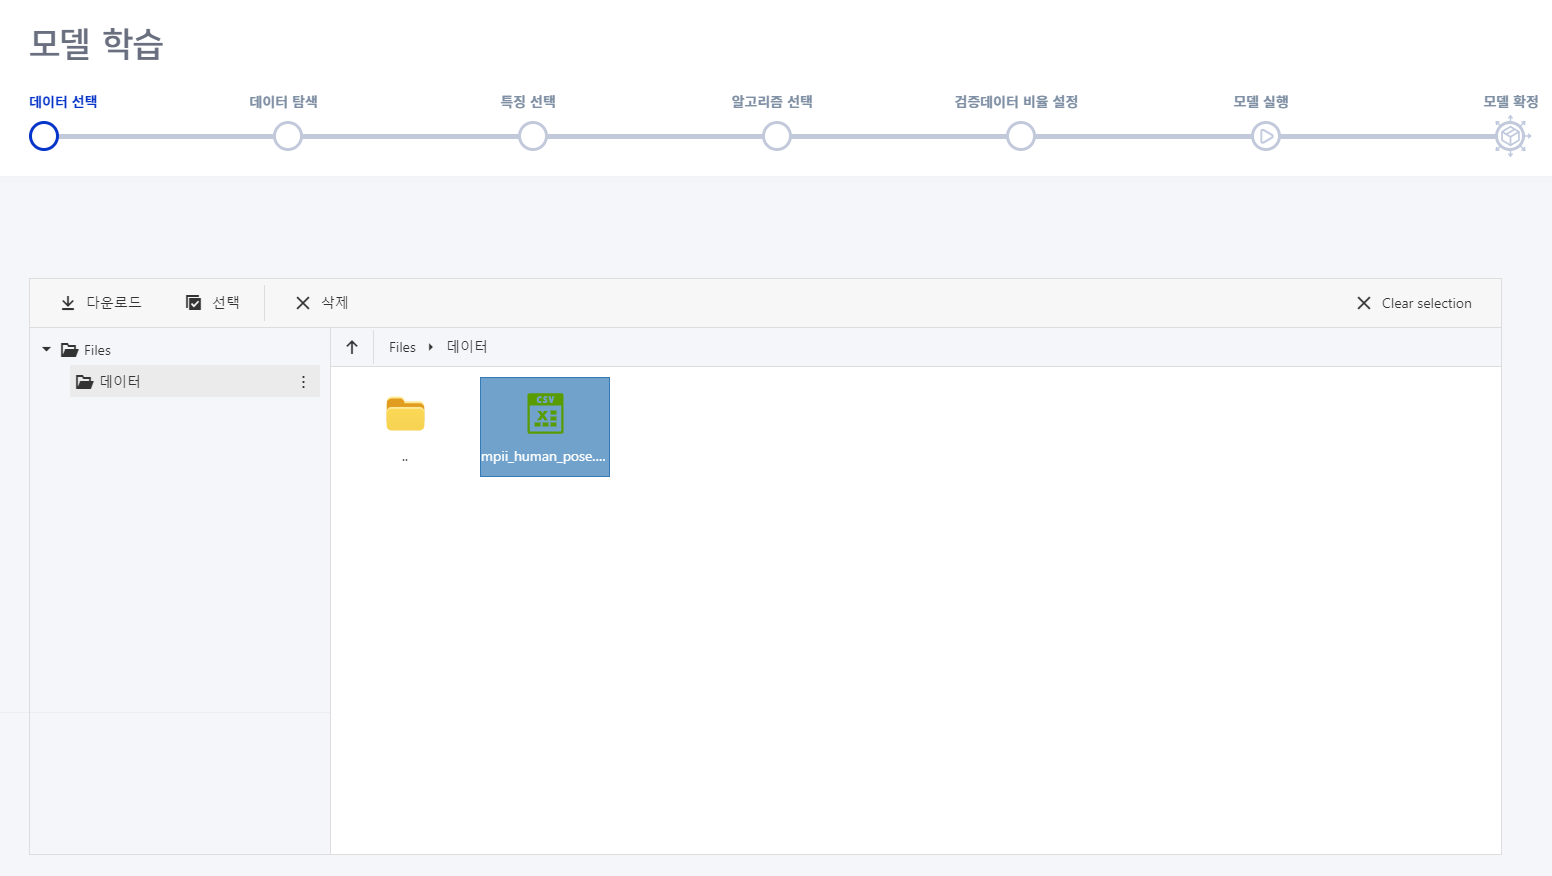 모델 학습
데이터 선택
데이터 탐색
특징 선택
알고리즘 선택
검증데이터 비율 설정
모델 실행
모델 확정
다운로드
선택
삭제
Clear selection
Files
데이터
Files
데이터
..
CSV
mpii_human_pose....